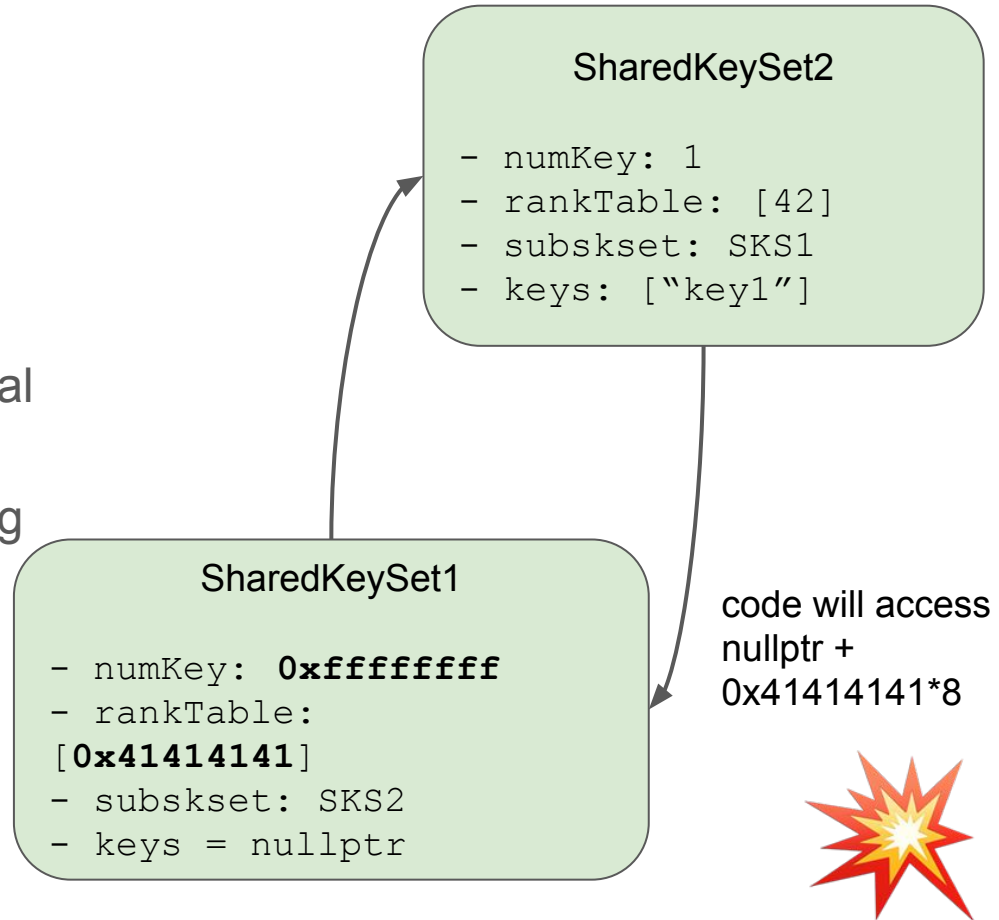 SharedKeySet2
- numKey: 1
- rankTable: [42]
- subskset: SKS1
- keys: [“key1”]
al
g
SharedKeySet1
- numKey: 0xffffffff
- rankTable:
[0x41414141]
- subskset: SKS2
- keys = nullptr
code will access
nullptr +
0x41414141*8